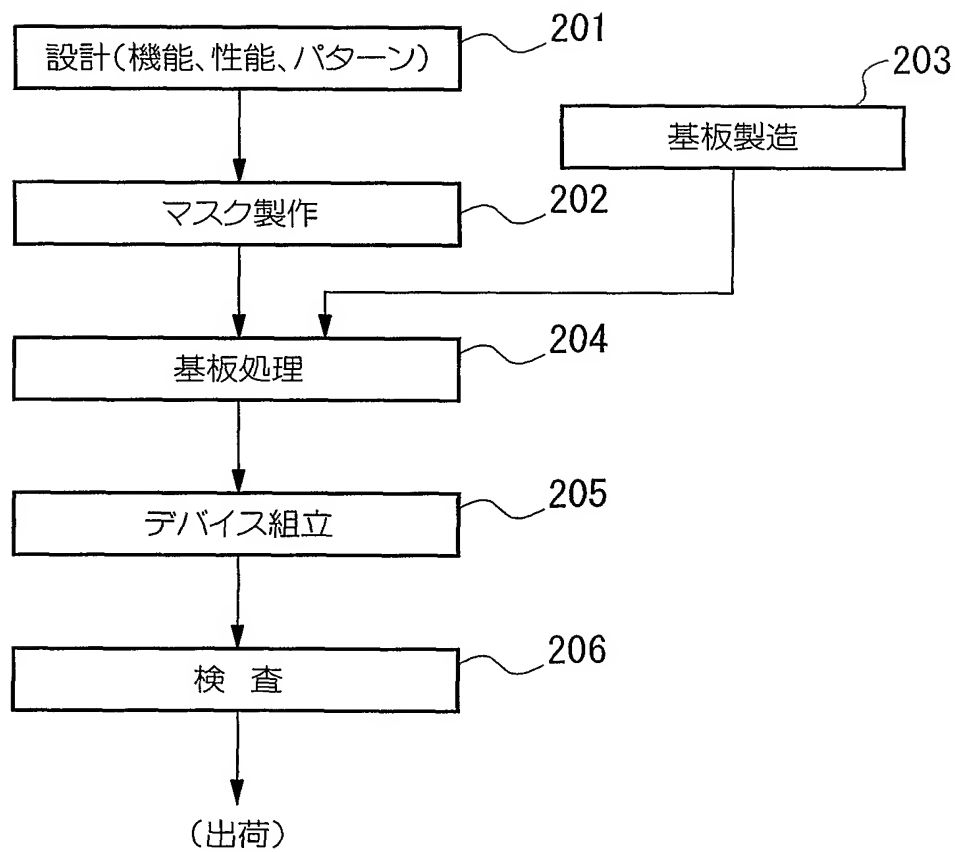 設計(機能、性能、パターン)
201
203
基板製造
マスク製作
202
基板処理
204
デバイス組立
205
検 査
206
(出荷)